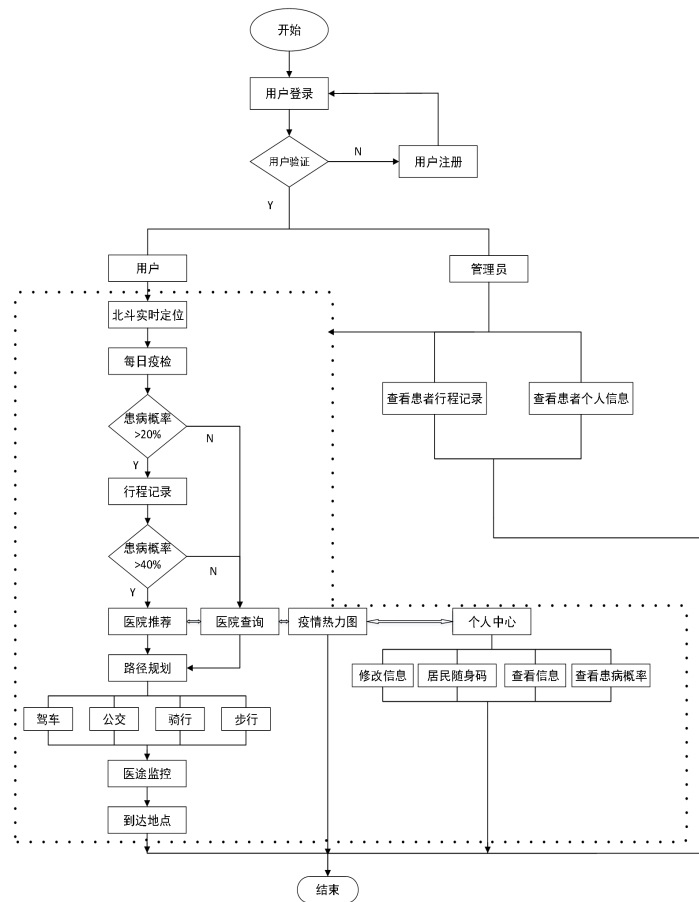 开始
用户登录
用户验证
N
用户注册
Y
用户
管理员
北斗实时定位
每日疫检
查看患者行程记录
查看患者个人信息
患病概率
>20%
N
Y
行程记录
患病概率
>40%
N
Y
医院推荐
医院查询
疫情热力图
个人中心
路径规划
修改信息
居民随身码
查看信息
查看患病概率
驾车
公交
骑行
步行
医途监控
到达地点
结束